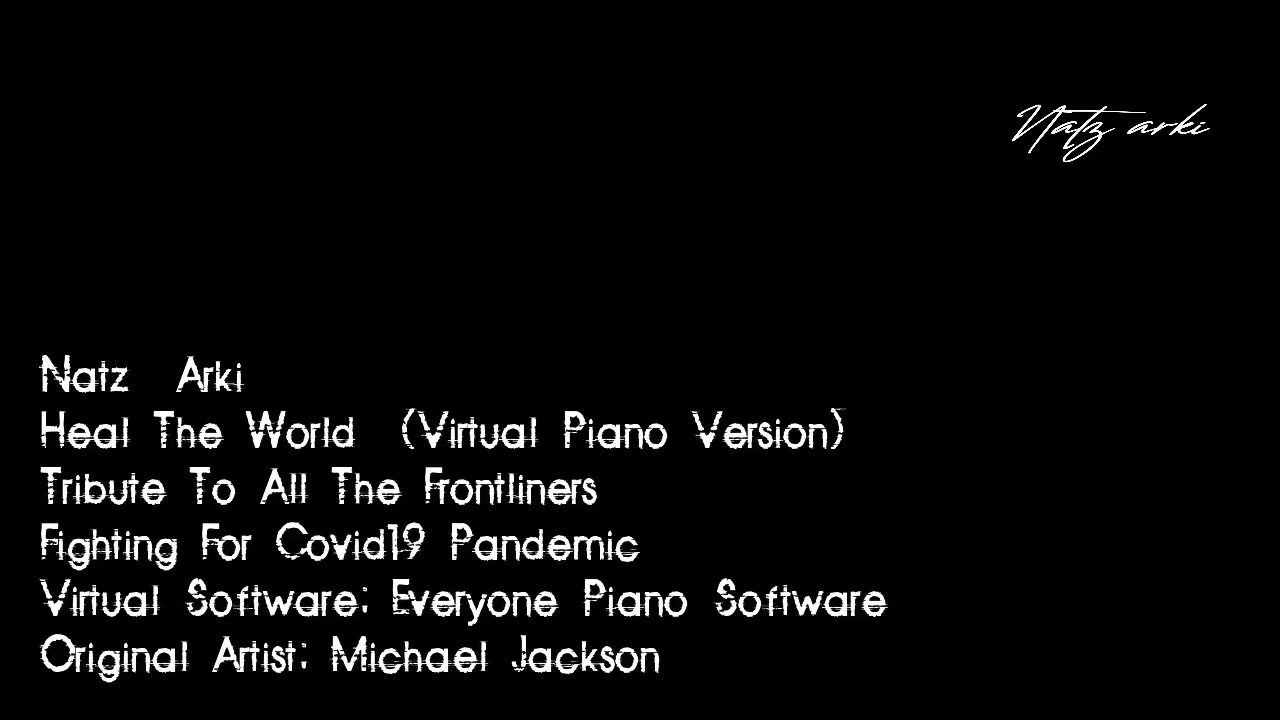 Natz arki
Natz Arki
Heal The World (Virtual Piano Version)
Tribute To All The Frontliners
Fighting For Covid19 Pandemic
Virtual Software: Everyone Piano Software
Original Artist: Michael Jackson